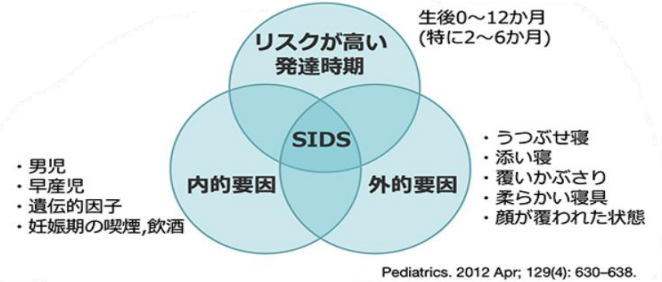 リスクが高い
発達時期
生後0～12か月
(特に2～6か月)
SIDS
内的要因
外的要因
・男児
・早産児
・遺伝的因子
・妊娠期の喫煙,飲酒
・うつぶせ寝
・添い寝
・覆いかぶさり
・柔らかい寝具
・顔が覆われた状態
Pediatrics. 2012 Apr; 129(4): 630–638.